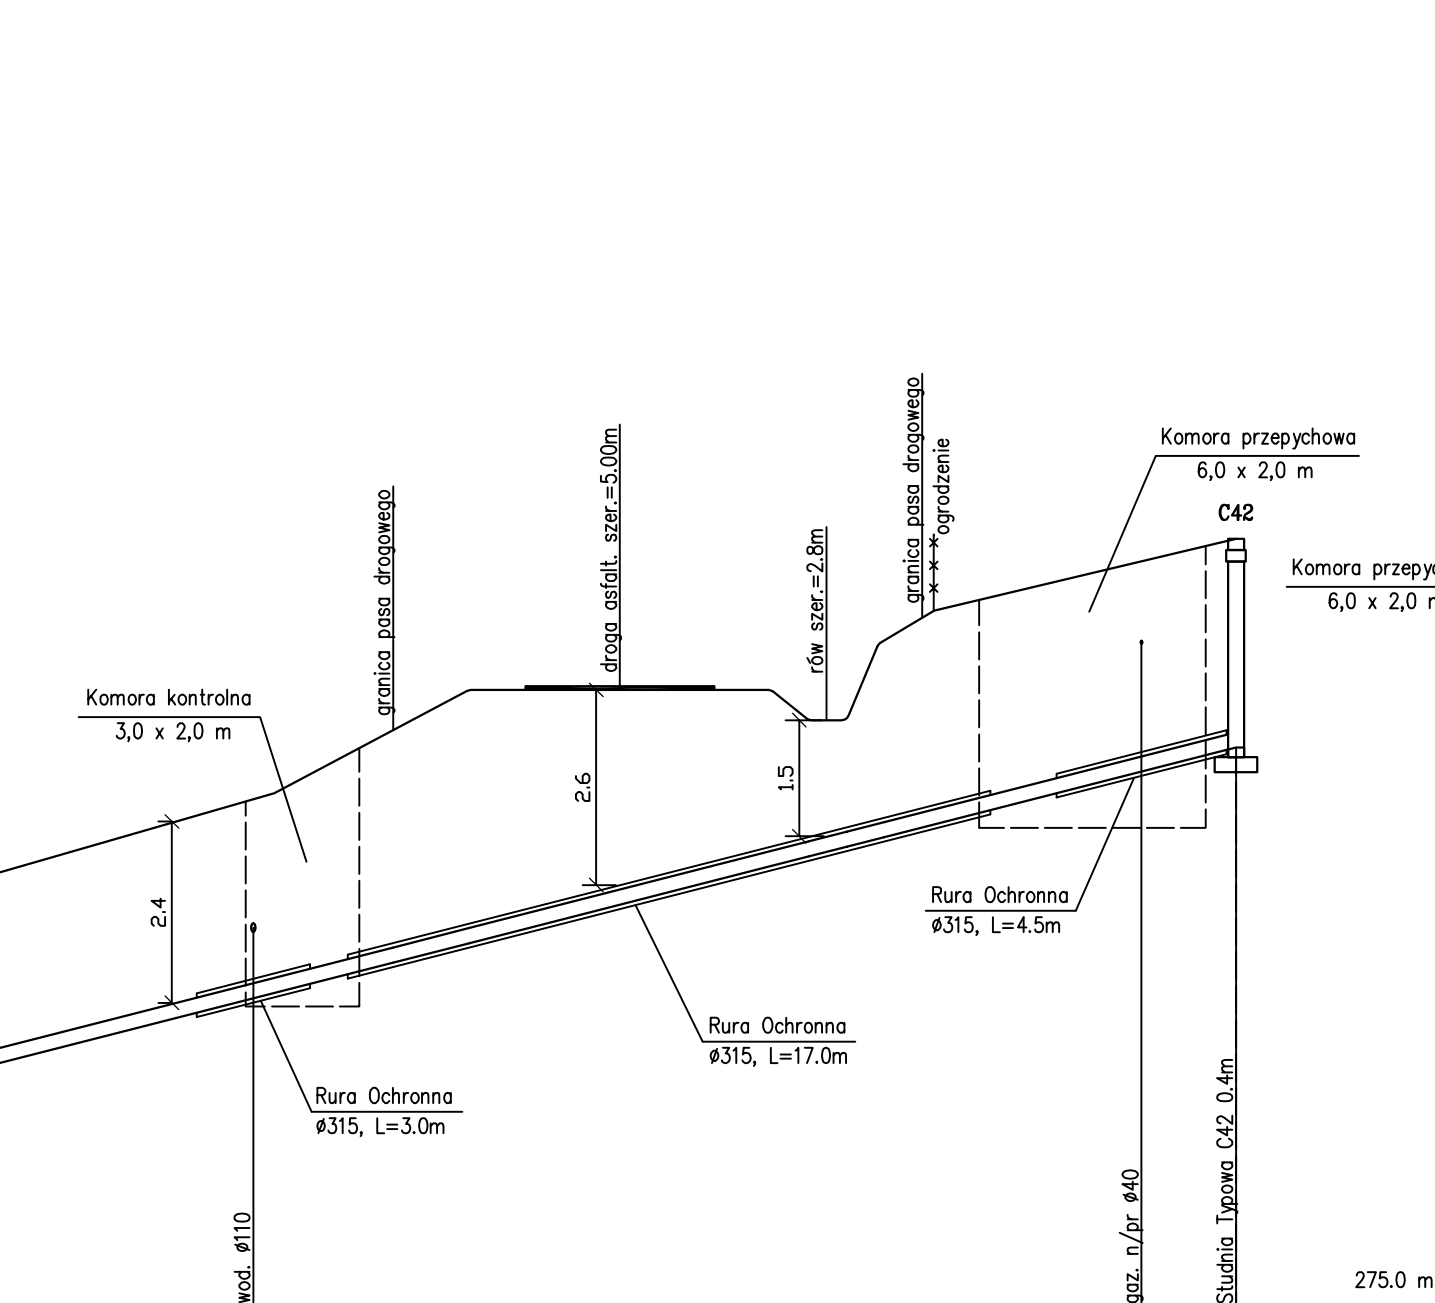 granica pasa drogowego
ogrodzenie
droga asfalt. szer.=5.00m
Komora przepychowa
6,0 x 2,0 m
C42
granica pasa drogowego
rów szer.=2.8m
Komora
6,0 x 2,0
Komora kontrolna
3,0 x 2,0 m
2.6
1.5
2.4
Rura Ochronna
ø315, L=4.5m
Rura Ochronna
ø315, L=17.0m
Rura Ochronna
ø315, L=3.0m
wod. ø110
gaz. n/pr ø40
Studnia Typowa C42 0.4m
275.0 m